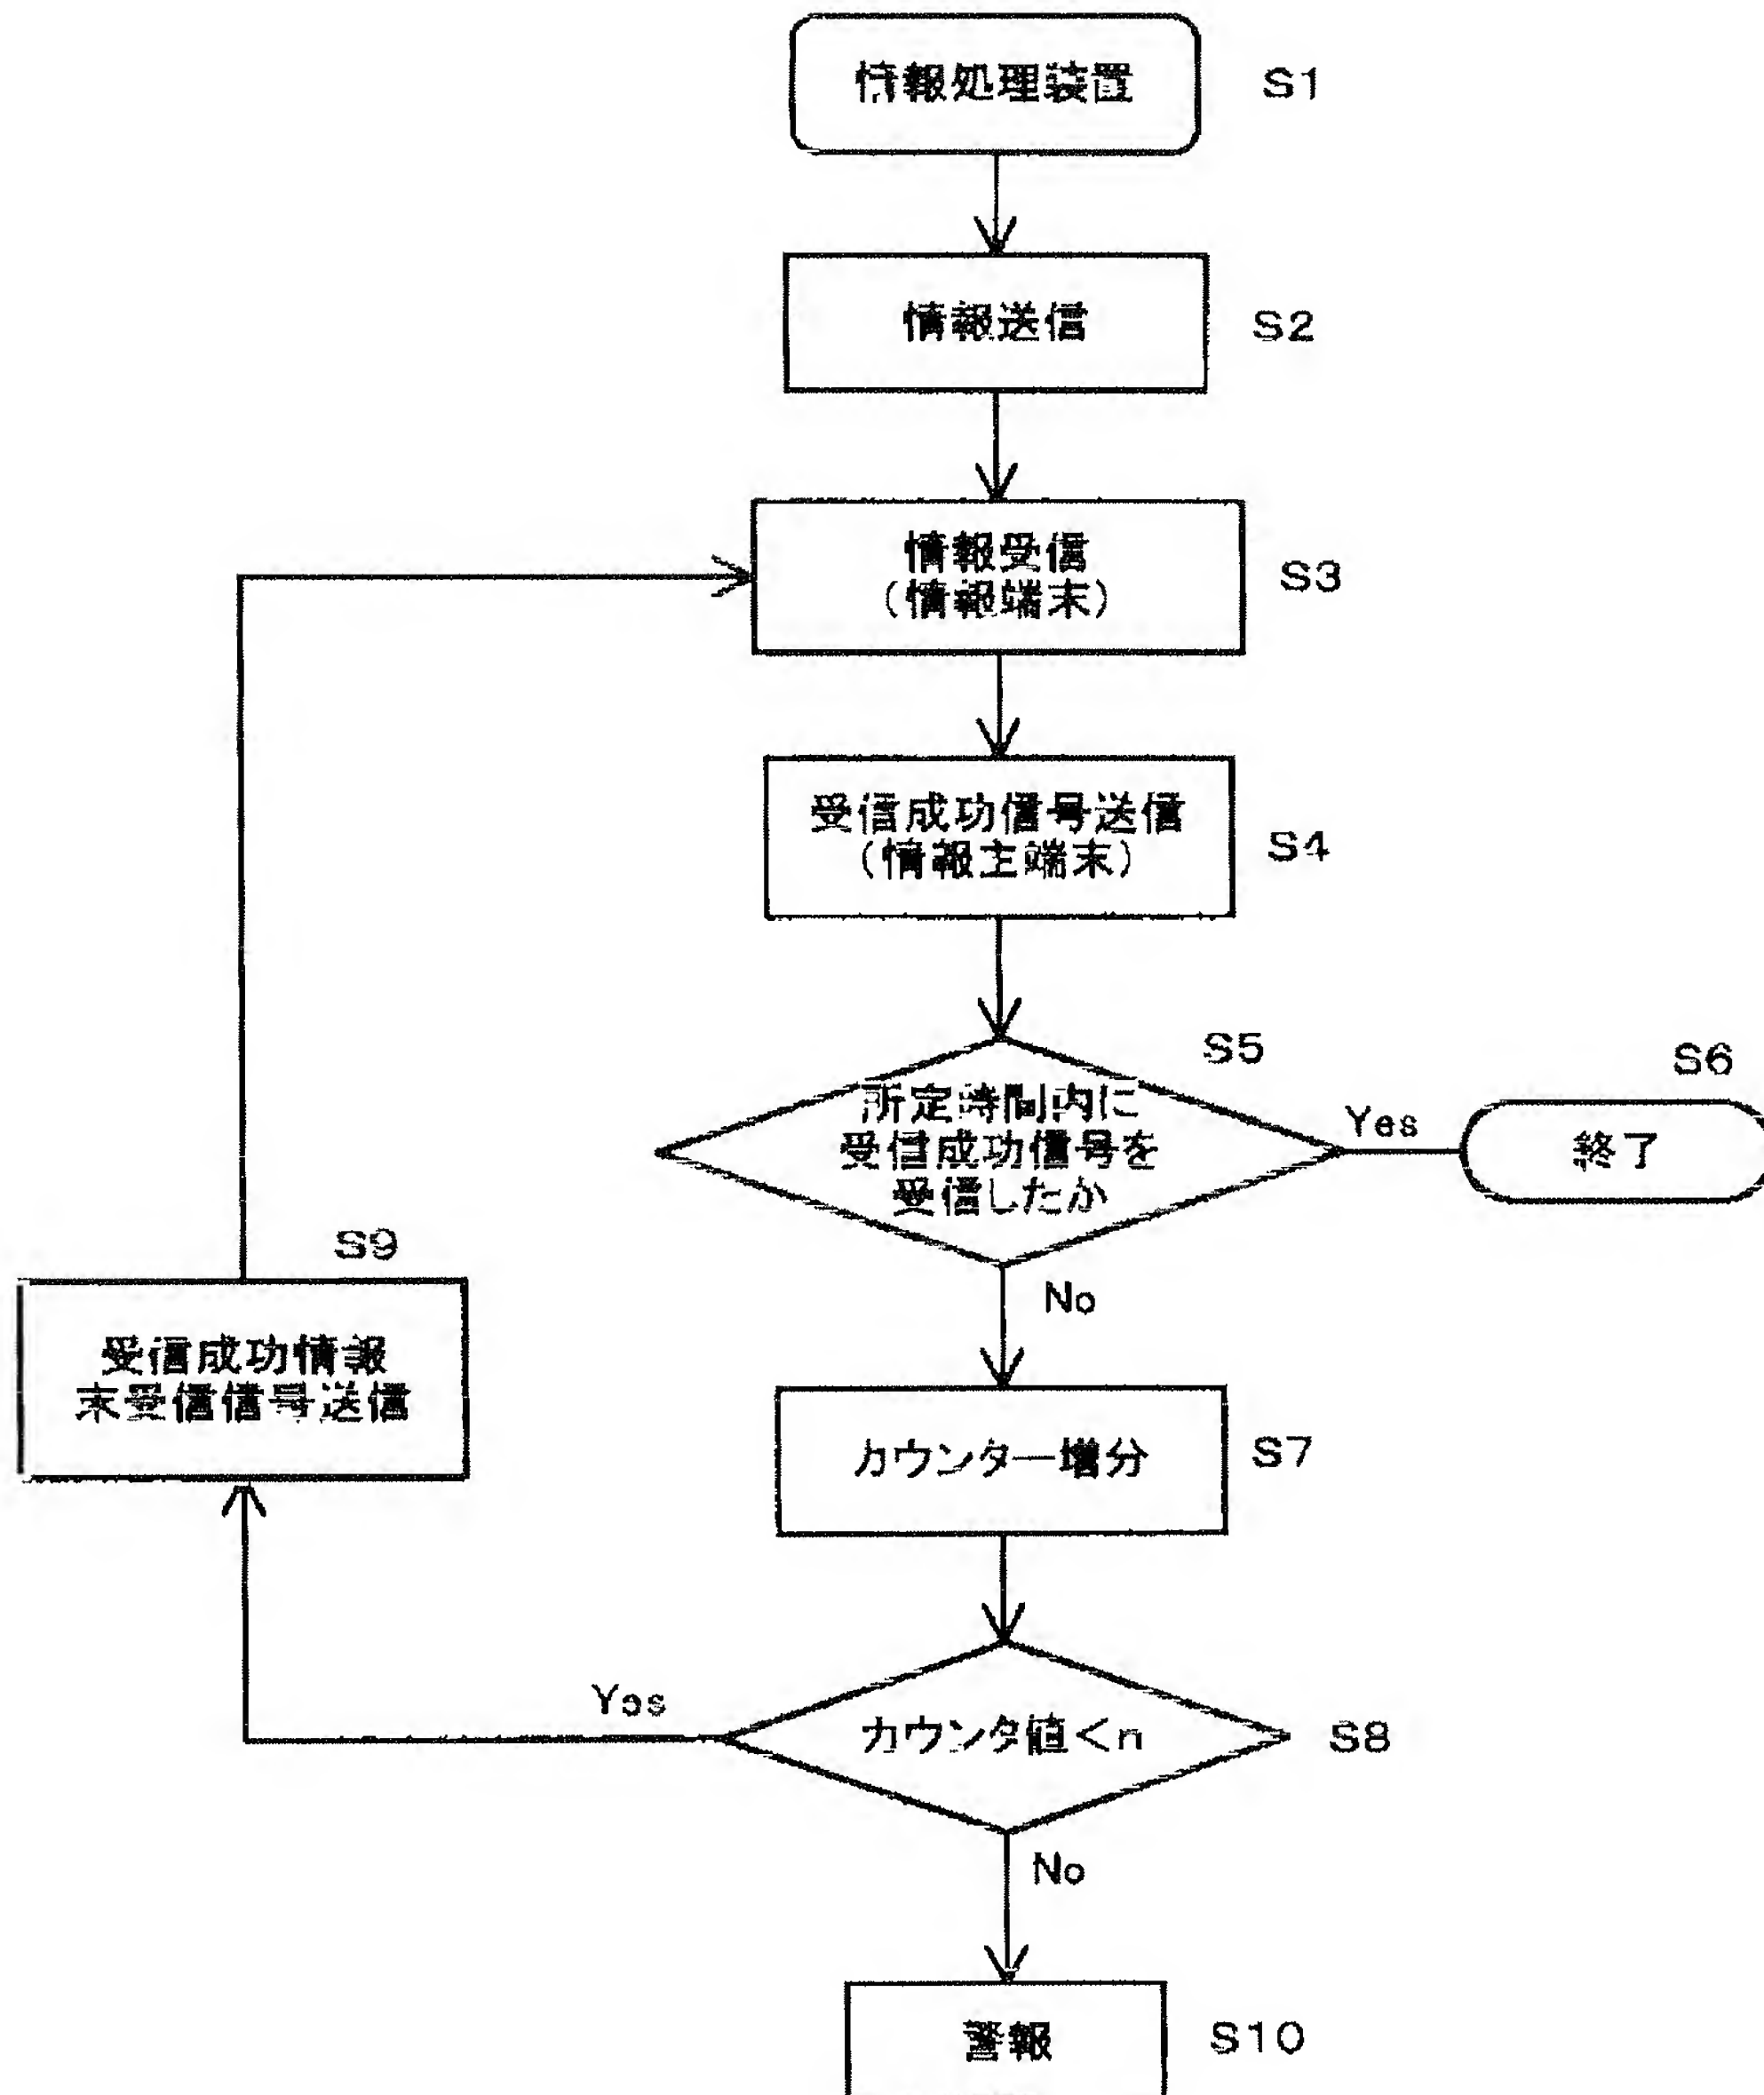 情報処理装置
S1
情報送信
S2
情報受信
(情報端末)
S3
受信成功信号送信
(情報主端末)
S4
S5
所定時間内に
受信成功信号を
受信したか
Yes
S6
終了
No
S9
受信成功情報
末受信信号送信
カウンター増分
S7
Yes
カウンタ値<n
S8
No
警報
S10